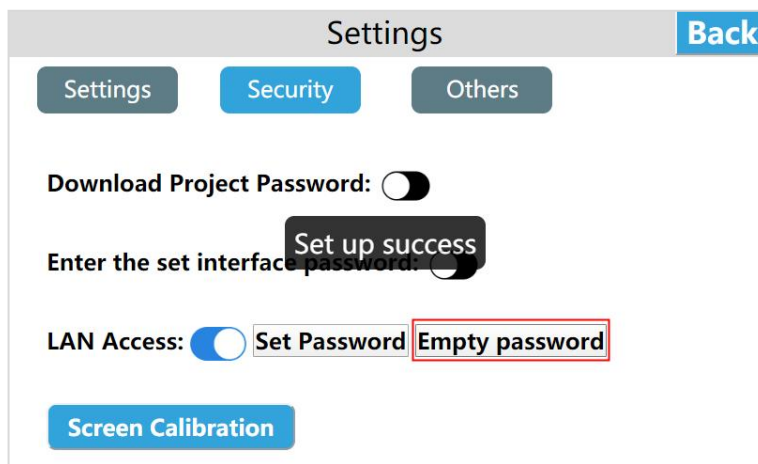 Settings
Back
Settings Security Others
Download Project Password:
Set up success
Enter the set interface password:
LAN Access: Set Password Empty password
Screen Calibration